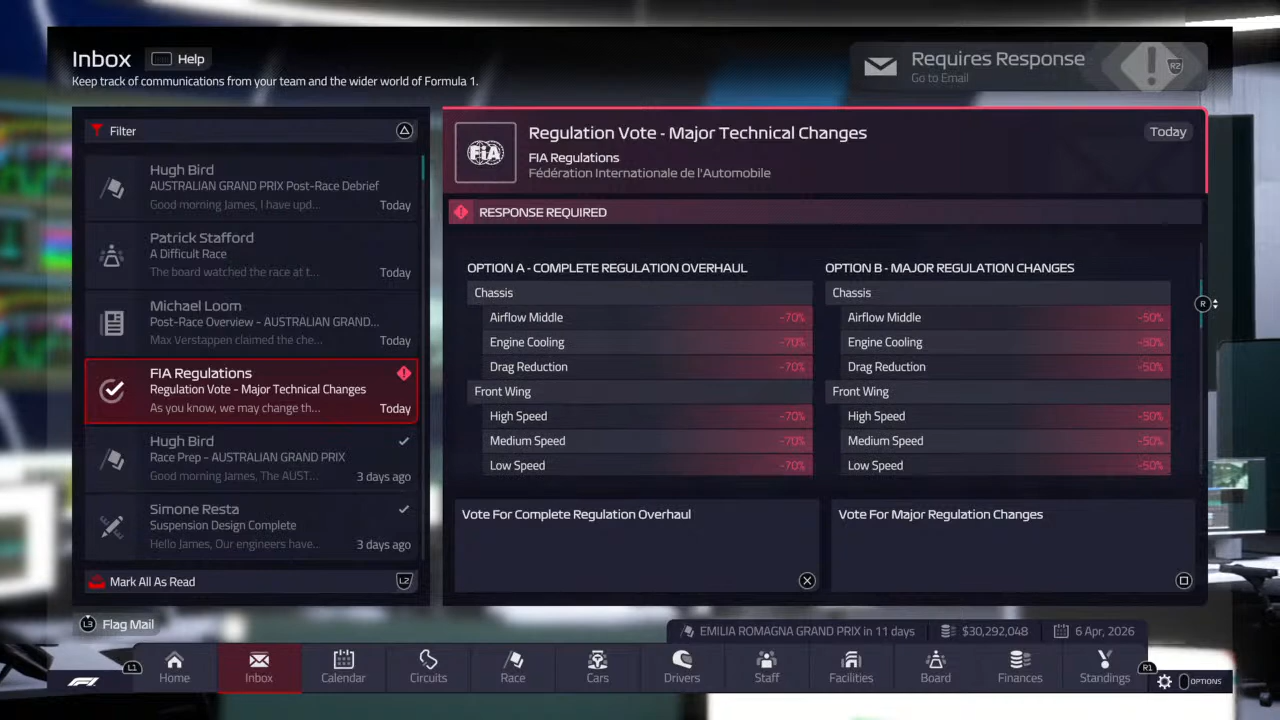 Inbox
Help
Keep track of communications from your team and the wider world of Formula 1.
Requires Response
Go to Email
R2
Filter
Hugh Bird
AUSTRALIAN GRAND PRIX Post-Race Debrief
Good morning James, I have upd...
Today
Patrick Stafford
A Difficult Race
The board watched the race at t...
Today
Michael Loom
Post-Race Overview - AUSTRALIAN GRAND...
Max Verstappen claimed the che...
Today
FIA Regulations
Regulation Vote - Major Technical Changes
As you know, we may change th...
Today
Hugh Bird
Race Prep - AUSTRALIAN GRAND PRIX
Good morning James, The AUST...
3 days ago
Simone Resta
Suspension Design Complete
Hello James, Our engineers have...
3 days ago
Mark All As Read
L2
L3
Flag Mail
FIA
Regulation Vote - Major Technical Changes
Today
FIA Regulations
Fédération Internationale de l'Automobile
RESPONSE REQUIRED
OPTION A - COMPLETE REGULATION OVERHAUL
Chassis
Airflow Middle -70%
Engine Cooling -70%
Drag Reduction -70%
Front Wing
High Speed -70%
Medium Speed -70%
Low Speed -70%
OPTION B - MAJOR REGULATION CHANGES
Chassis
Airflow Middle -50%
Engine Cooling -50%
Drag Reduction -50%
Front Wing
High Speed -50%
Medium Speed -50%
Low Speed -50%
R
Vote For Complete Regulation Overhaul
Vote For Major Regulation Changes
EMILIA ROMAGNA GRAND PRIX in 11 days
$30,292,048
6 Apr, 2026
F1
L1
Home
Inbox
Calendar
Circuits
Race
Cars
Drivers
Staff
Facilities
Board
Finances
Standings
R1
OPTIONS